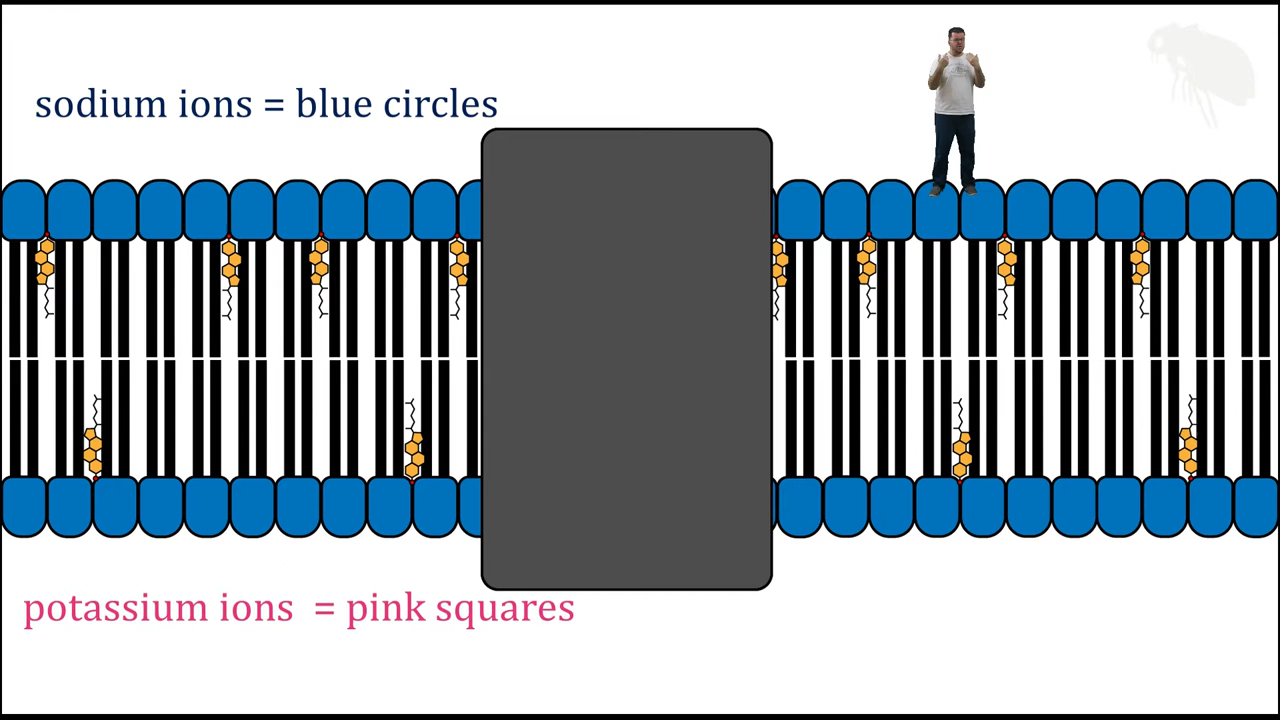 sodium ions = blue circles
potassium ions  = pink squares